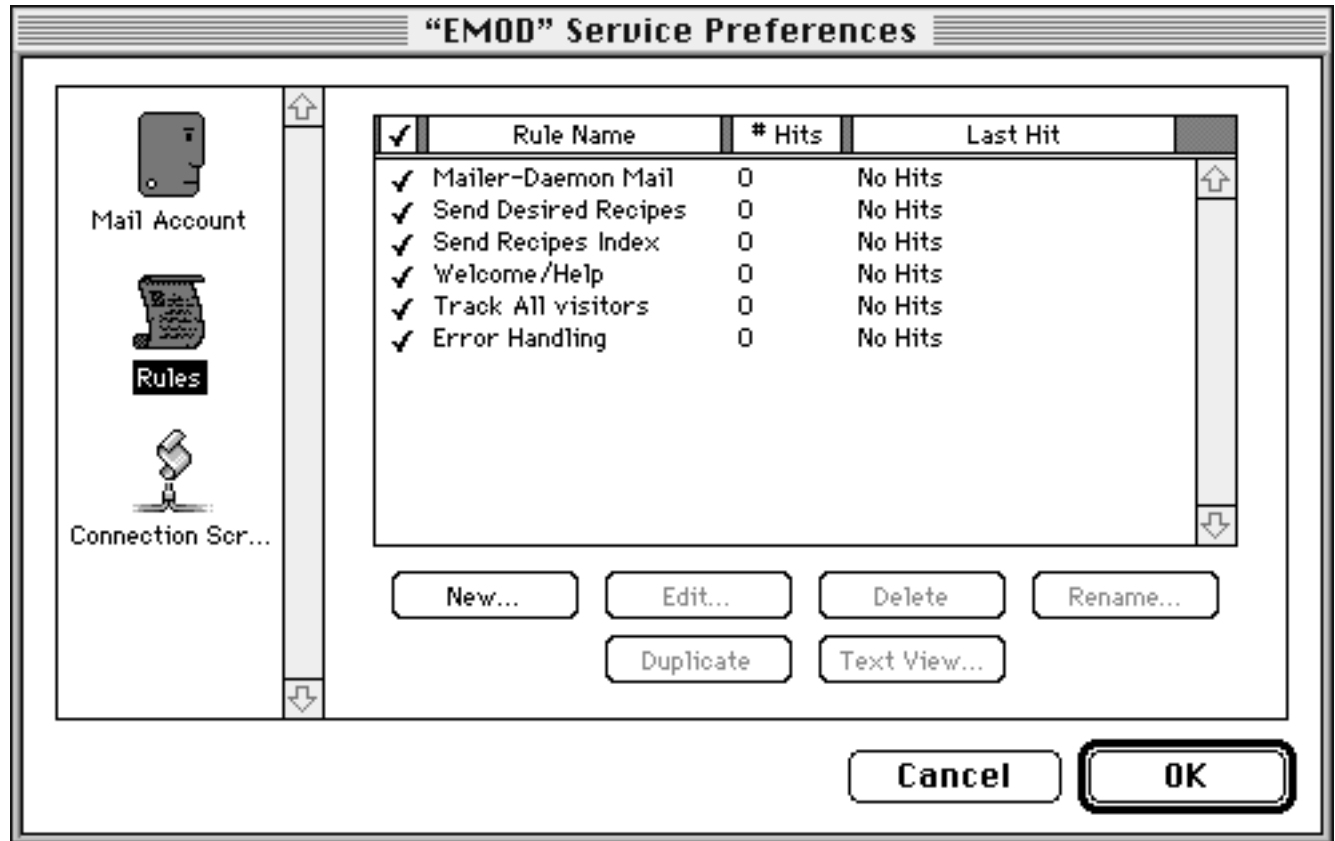 “EMOD” Service Preferences
Mail Account
Rules
Connection Scr...
✓ Rule Name # Hits Last Hit
✓ Mailer-Daemon Mail 0 No Hits
✓ Send Desired Recipes 0 No Hits
✓ Send Recipes Index 0 No Hits
✓ Welcome/Help 0 No Hits
✓ Track All visitors 0 No Hits
✓ Error Handling 0 No Hits
New... Edit... Delete Rename...
Duplicate Text View...
Cancel OK